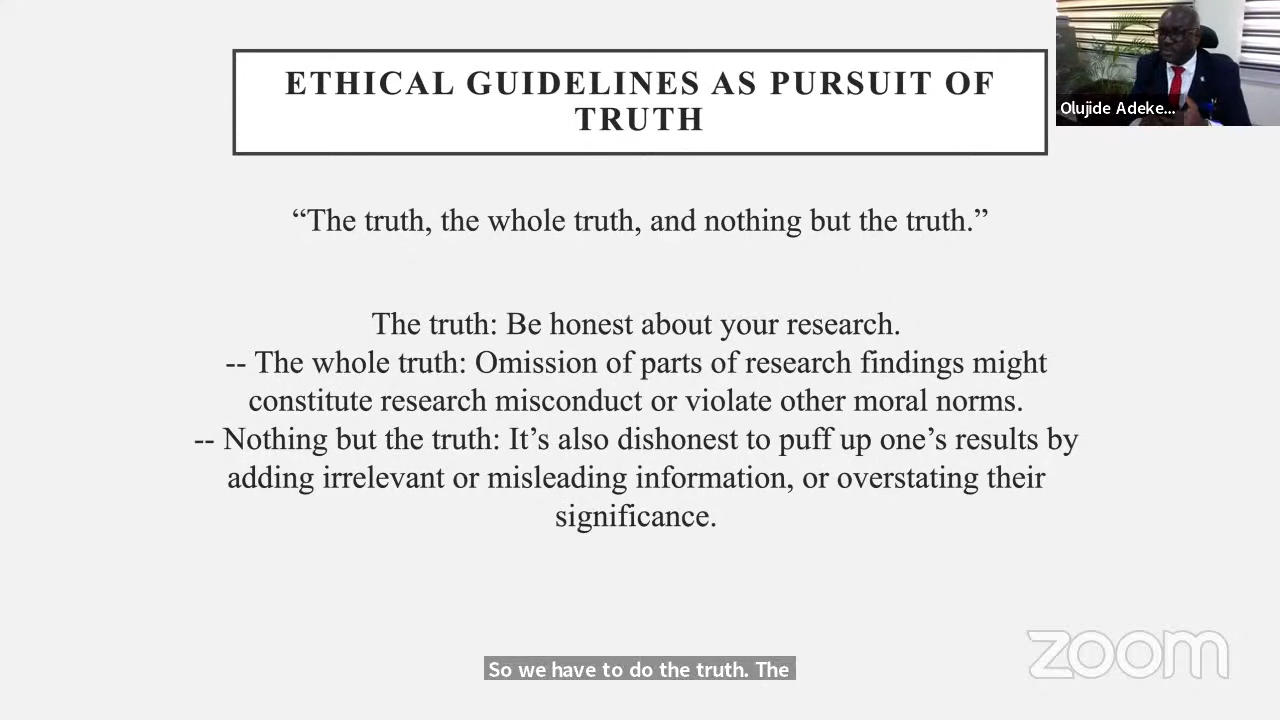 ETHICAL GUIDELINES AS PURSUIT OF
TRUTH
Olujide Adeke...
“The truth, the whole truth, and nothing but the truth.”
The truth: Be honest about your research.
-- The whole truth: Omission of parts of research findings might
constitute research misconduct or violate other moral norms.
-- Nothing but the truth: It’s also dishonest to puff up one’s results by
adding irrelevant or misleading information, or overstating their
significance.
So we have to do the truth. The
zoom